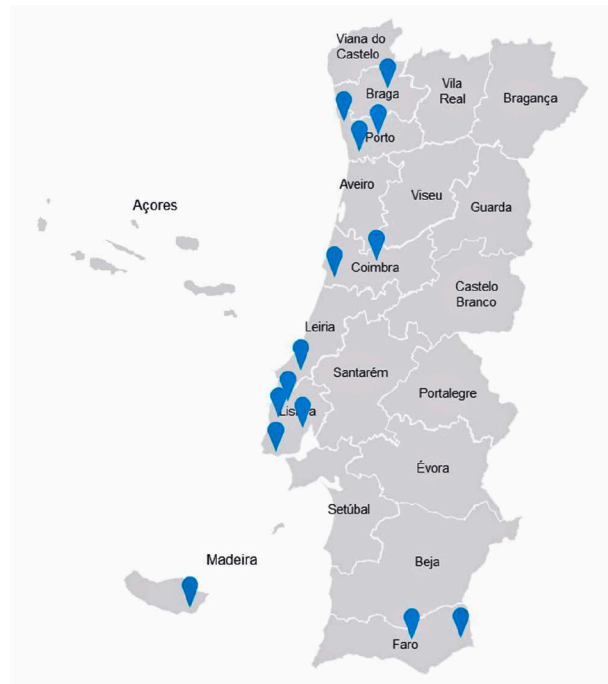 Viana do
Castelo
Braga
Vila
Real
Bragança
Porto
Aveiro
Viseu
Guarda
Açores
Coimbra
Castelo
Branco
Leiria
Santarém
Portalegre
Lisboa
Évora
Setúbal
Madeira
Beja
Faro